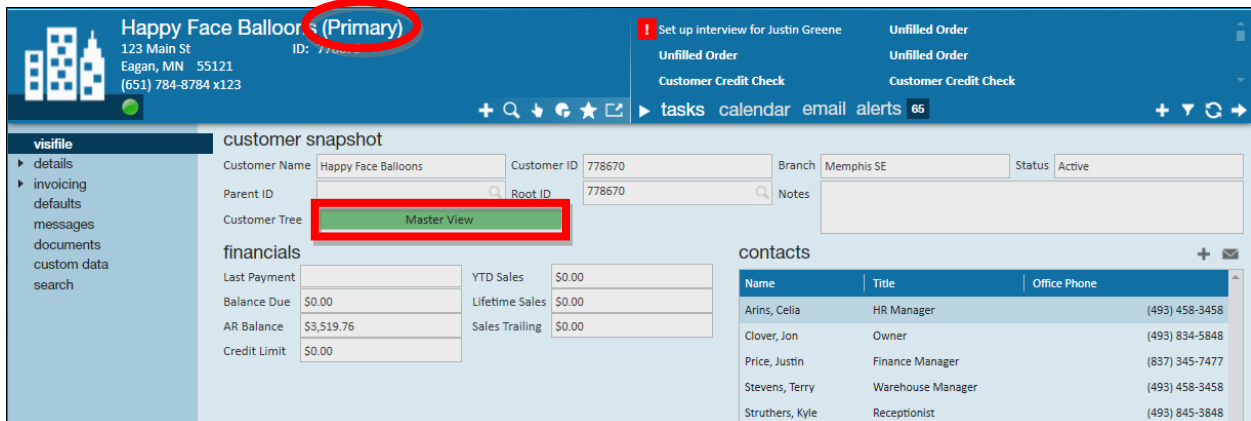 Happy Face Balloons (Primary)
123 Main St ID:
Eagan, MN 55121
(651) 784-8784 x123
! Set up interview for Justin Greene Unfilled Order
Unfilled Order Unfilled Order
Customer Credit Check Customer Credit Check
tasks calendar email alerts 65
visifile
details
invoicing
defaults
messages
documents
custom data
search
customer snapshot
Customer Name Happy Face Balloons Customer ID 778670 Branch Memphis SE Status Active
Parent ID Root ID 778670 Notes
Customer Tree Master View
financials
Last Payment YTD Sales $0.00
Balance Due $0.00 Lifetime Sales $0.00
AR Balance $3,519.76 Sales Trailing $0.00
Credit Limit $0.00
contacts
Name Title Office Phone
Arins, Celia HR Manager (493) 458-3458
Clover, Jon Owner (493) 834-5848
Price, Justin Finance Manager (837) 345-7477
Stevens, Terry Warehouse Manager (493) 458-3458
Struthers, Kyle Receptionist (493) 845-3848